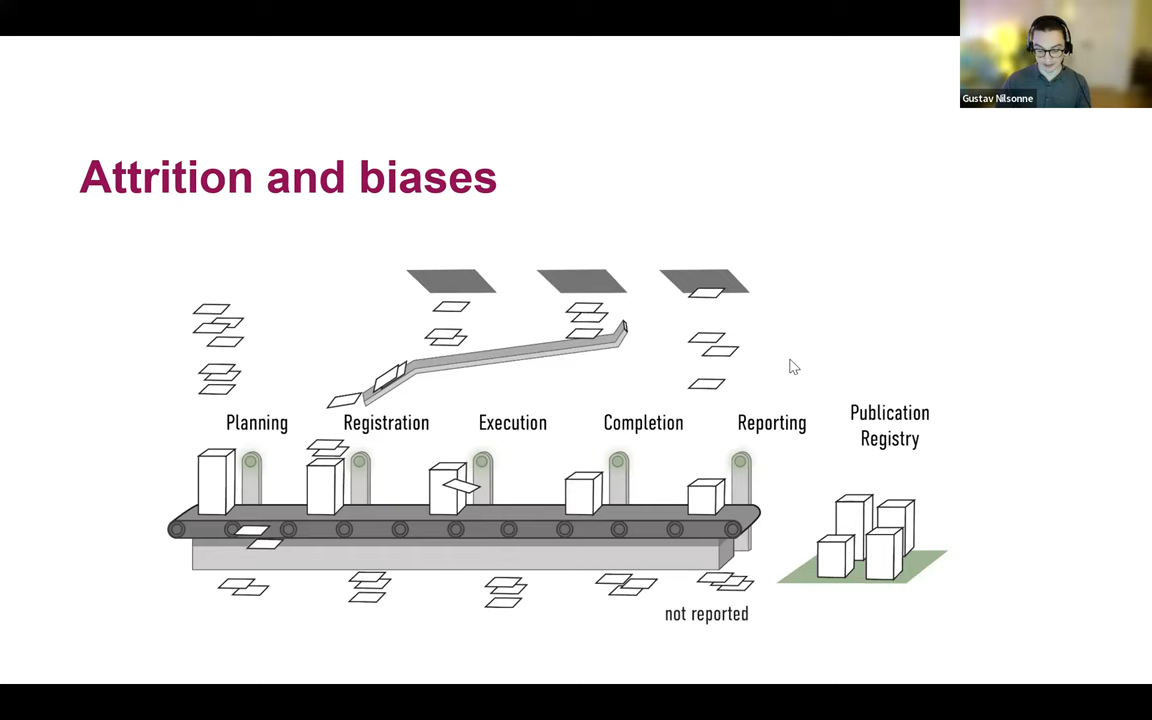 Gustav Nilsonne
Attrition and biases
Planning
Registration
Execution
Completion
Reporting
Publication
Registry
not reported